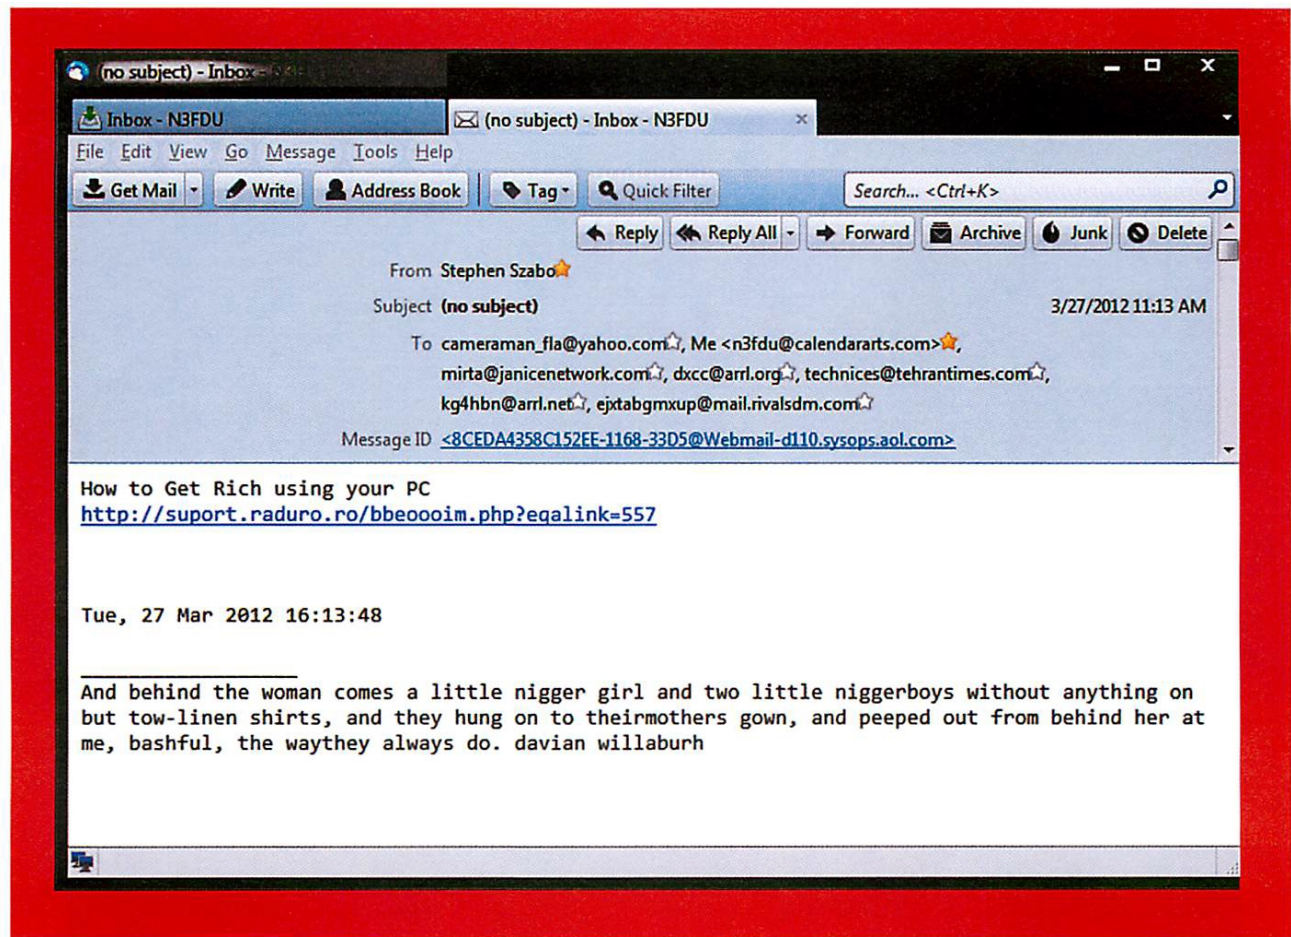 (no subject) - Inbox -
Inbox - N3FDU
(no subject) - Inbox - N3FDU
File Edit View Go Message Tools Help
Get Mail Write Address Book Tag Quick Filter Search... <Ctrl+K>
Reply Reply All Forward Archive Junk Delete
From Stephen Szabo
Subject (no subject) 3/27/2012 11:13 AM
To cameraman_fla@yahoo.com, Me <n3fdu@calendararts.com>,
mirta@janicenetwork.com, dxcc@arrl.org, technices@tehrantimes.com,
kg4hbn@arrl.net, ejxtabgmxup@mail.rivalsdm.com
Message ID <8CEDA4358C152EE-1168-33D5@Webmail-d110.sysops.aol.com>
How to Get Rich using your PC
http://suport.raduro.ro/bbeoooim.php?eqalink=557
Tue, 27 Mar 2012 16:13:48
And behind the woman comes a little nigger girl and two little niggerboys without anything on
but tow-linen shirts, and they hung on to theirmothers gown, and peeped out from behind her at
me, bashful, the waythey always do. davian willaburh